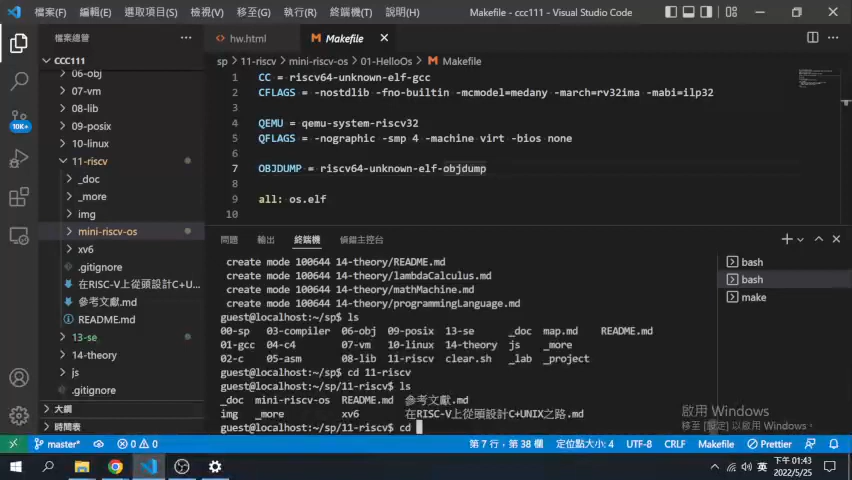 檔案(F) 編輯(E) 選取項目(S) 檢視(V) 移至(G) 執行(R) 終端機(T) 說明(H) Makefile - ccc111 - Visual Studio Code
檔案總管 ...
hw.html Makefile
CCC111
06-obj
07-vm
08-lib
09-posix
10-linux
11-riscv
_doc
_more
img
mini-riscv-os
xv6
.gitignore
在RISC-V上從頭設計C+U...
參考文獻.md
README.md
13-se
14-theory
js
.gitignore
大綱
時間表
10K+
sp > 11-riscv > mini-riscv-os > 01-HelloOs > Makefile
1 CC = riscv64-unknown-elf-gcc
2 CFLAGS = -nostdlib -fno-builtin -mcmodel=medany -march=rv32ima -mabi=ilp32
3
4 QEMU = qemu-system-riscv32
5 QFLAGS = -nographic -smp 4 -machine virt -bios none
6
7 OBJDUMP = riscv64-unknown-elf-objdump
8
9 all: os.elf
10
問題 輸出 終端機 偵錯主控台
create mode 100644 14-theory/README.md
create mode 100644 14-theory/lambdaCalculus.md
create mode 100644 14-theory/mathMachine.md
create mode 100644 14-theory/programmingLanguage.md
guest@localhost:~/sp$ ls
00-sp 03-compiler 06-obj 09-posix 13-se _doc map.md README.md
01-gcc 04-c4 07-vm 10-linux 14-theory js _more
02-c 05-asm 08-lib 11-riscv clear.sh _lab _project
guest@localhost:~/sp$ cd 11-riscv
guest@localhost:~/sp/11-riscv$ ls
_doc mini-riscv-os README.md 參考文獻.md
img _more xv6 在RISC-V上從頭設計C+UNIX之路.md
guest@localhost:~/sp/11-riscv$ cd
bash
bash
make
啟用 Windows
移至 [設定] 以啟用 Windows。
master* 0 0 第 7 行，第 38 欄 定位點大小: 4 UTF-8 CRLF Makefile Prettier
英 下午 01:43
2022/5/25